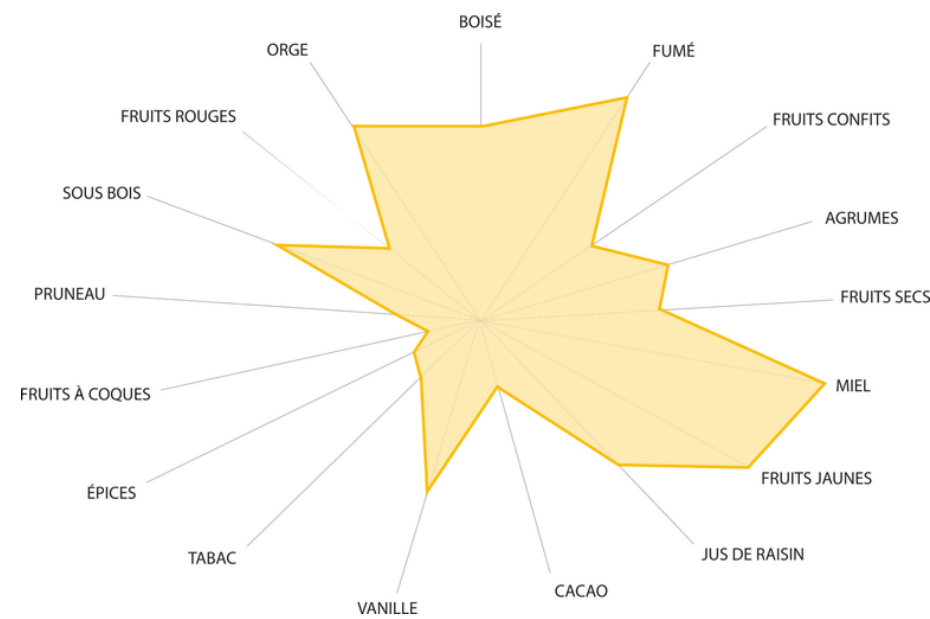 BOISÉ
FUMÉ
FRUITS CONFITS
AGRUMES
FRUITS SECS
MIEL
FRUITS JAUNES
JUS DE RAISIN
CACAO
VANILLE
TABAC
ÉPICES
FRUITS À COQUES
PRUNEAU
SOUS BOIS
FRUITS ROUGES
ORGE